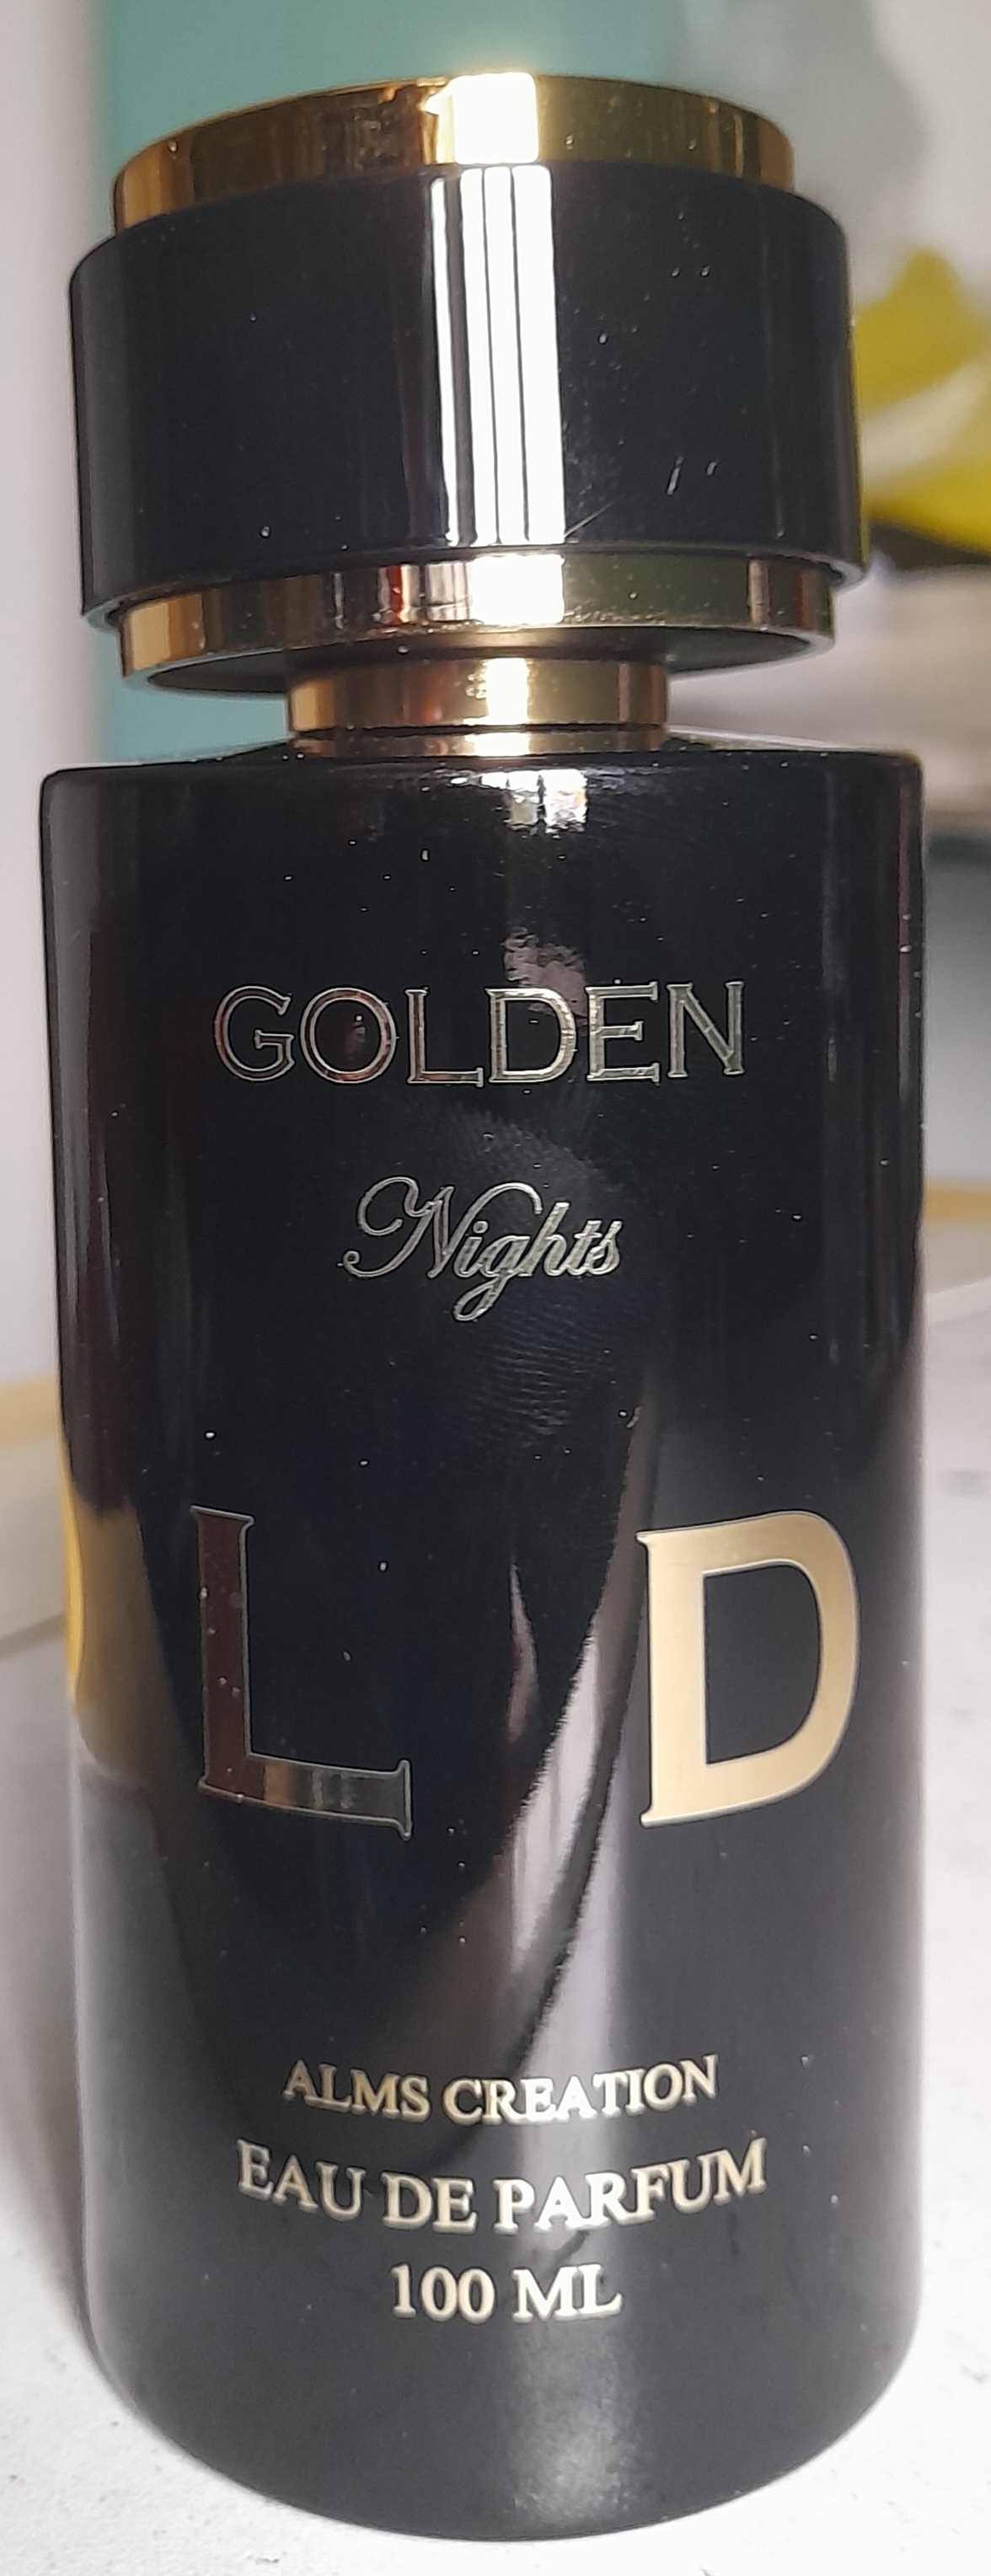 GOLDEN
Nights
L D
ALMS CREATION
EAU DE PARFUM
100 ML